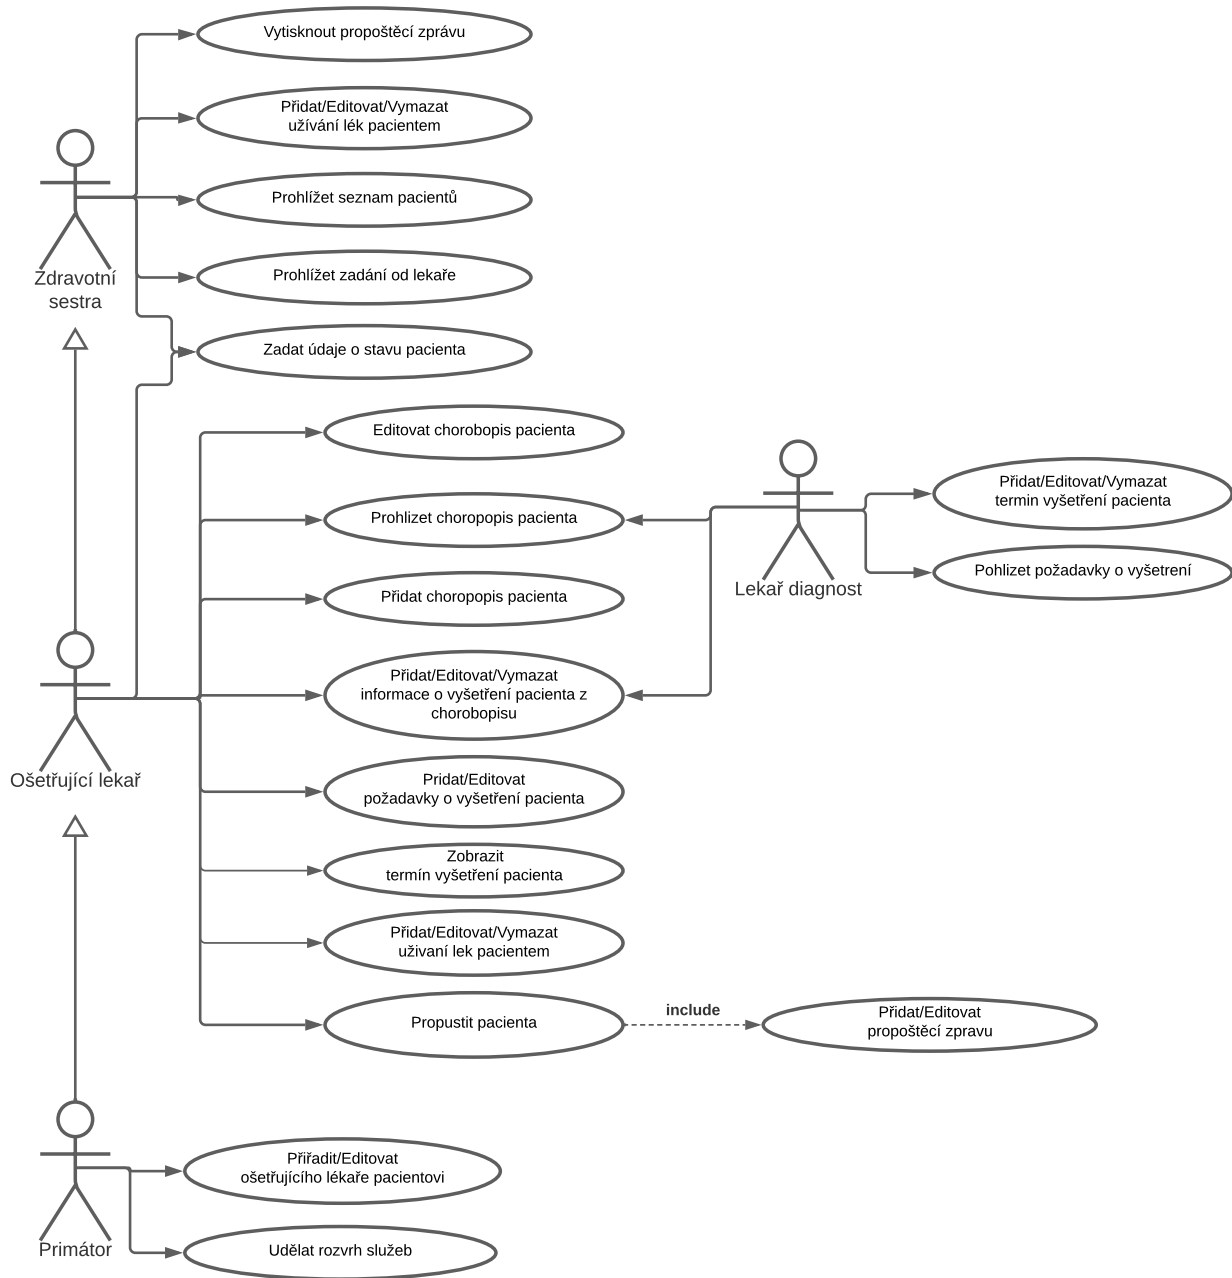 Vytisknout propoštěcí zprávu
Přidat/Editovat/Vymazat
užívání lék pacientem
Prohlížet seznam pacientů
Zdravotní
sestra
Prohlížet zadání od lekaře
Zadat údaje o stavu pacienta
Editovat chorobopis pacienta
Prohlizet choropopis pacienta
Přidat choropopis pacienta
Přidat/Editovat/Vymazat
informace o vyšetření pacienta z
chorobopisu
Lekař diagnost
Přidat/Editovat/Vymazat
termin vyšetření pacienta
Pohlizet požadavky o vyšetrení
Ošetřující lekař
Pridat/Editovat
požadavky o vyšetření pacienta
Zobrazit
termín vyšetření pacienta
Přidat/Editovat/Vymazat
uživaní lek pacientem
Propustit pacienta
include
Přidat/Editovat
propoštěcí zpravu
Primátor
Přiřadit/Editovat
ošetřujícího lékaře pacientovi
Udělat rozvrh služeb